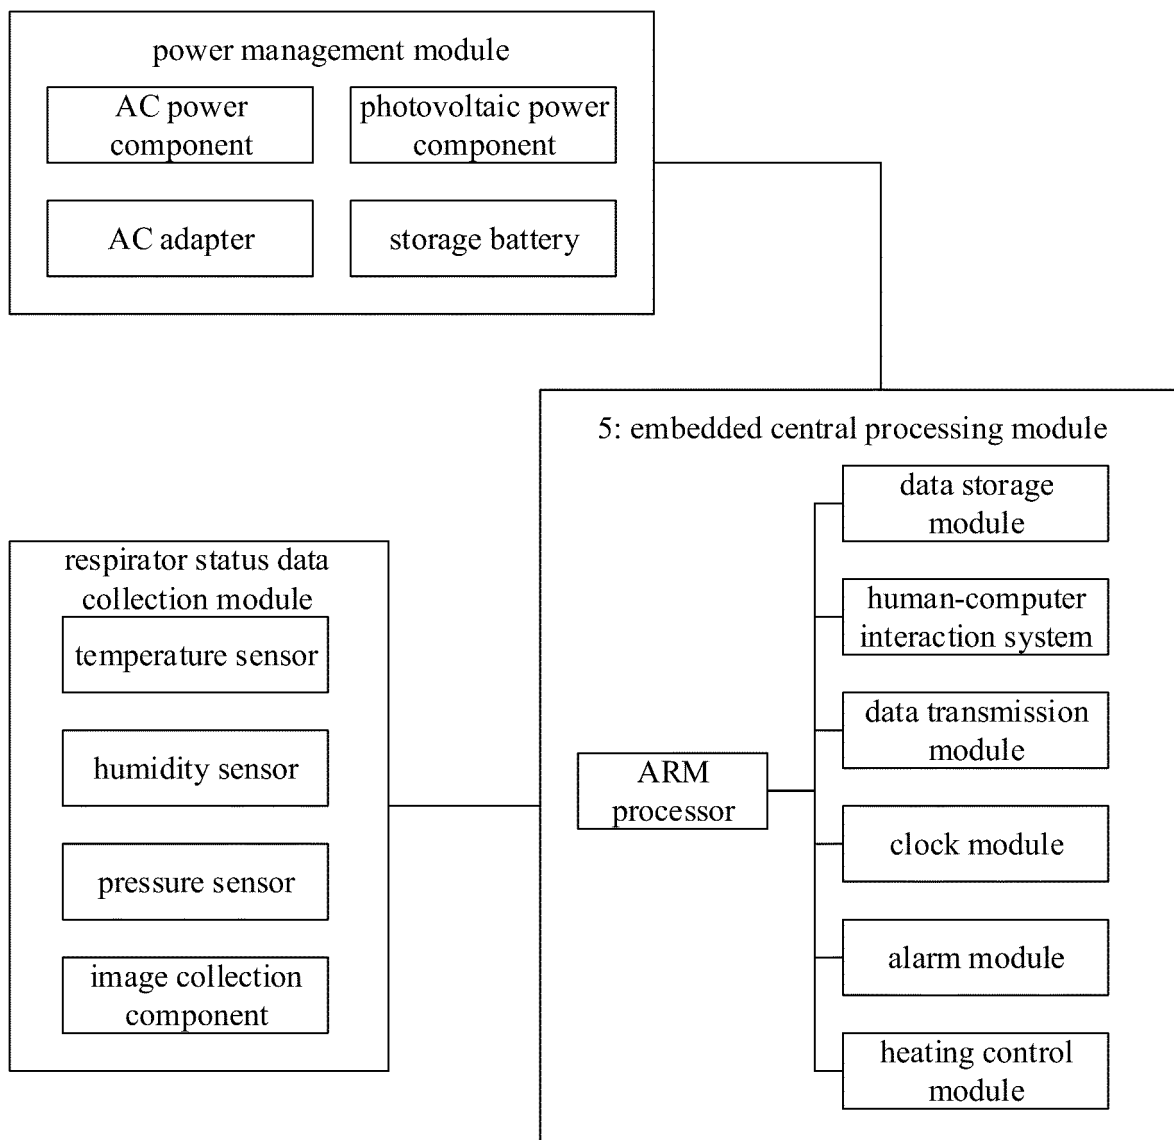 power management module
AC power
component
photovoltaic power
component
AC adapter
storage battery
5: embedded central processing module
data storage
module
human-computer
interaction system
data transmission
module
ARM
processor
clock module
alarm module
heating control
module
respirator status data
collection module
temperature sensor
humidity sensor
pressure sensor
image collection
component